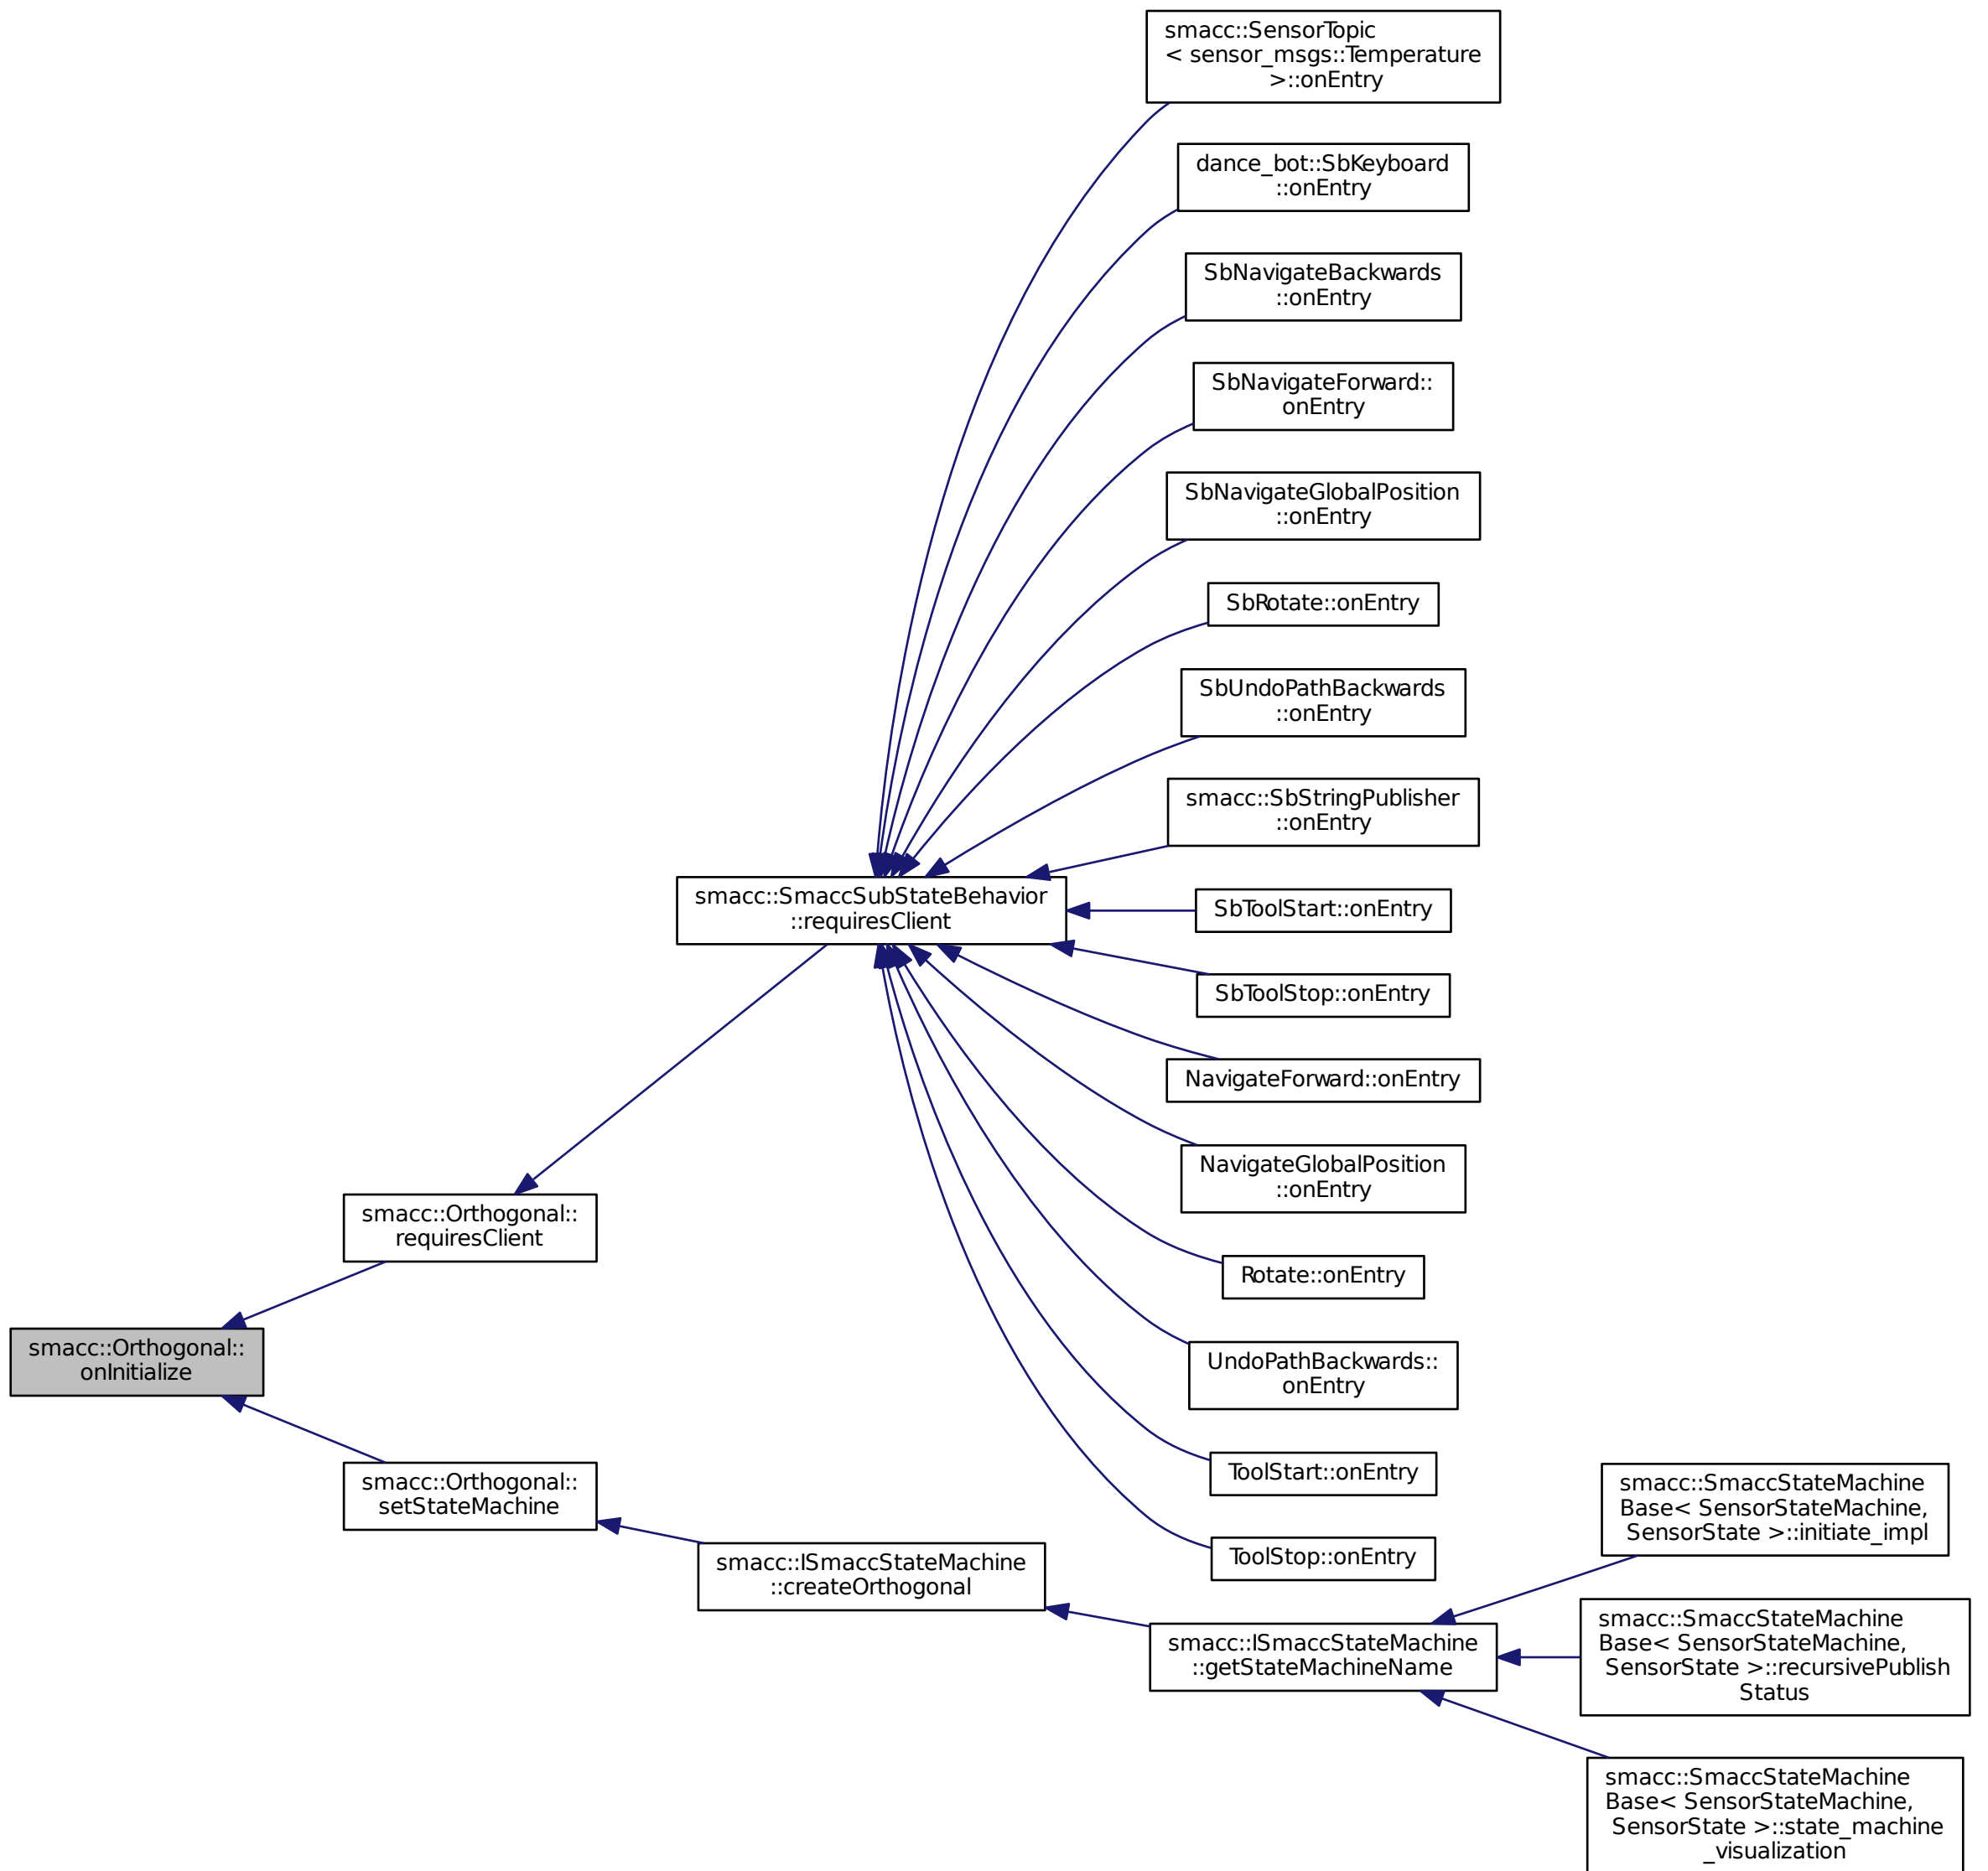 smacc::SensorTopic
< sensor_msgs::Temperature
>::onEntry
dance_bot::SbKeyboard
::onEntry
SbNavigateBackwards
::onEntry
SbNavigateForward::
onEntry
SbNavigateGlobalPosition
::onEntry
SbRotate::onEntry
SbUndoPathBackwards
::onEntry
smacc::SbStringPublisher
::onEntry
smacc::SmaccSubStateBehavior
::requiresClient
SbToolStart::onEntry
SbToolStop::onEntry
NavigateForward::onEntry
NavigateGlobalPosition
::onEntry
smacc::Orthogonal::
requiresClient
Rotate::onEntry
smacc::Orthogonal::
onInitialize
UndoPathBackwards::
onEntry
ToolStart::onEntry
smacc::Orthogonal::
setStateMachine
ToolStop::onEntry
smacc::ISmaccStateMachine
::createOrthogonal
smacc::ISmaccStateMachine
::getStateMachineName
smacc::SmaccStateMachine
Base< SensorStateMachine,
SensorState >::initiate_impl
smacc::SmaccStateMachine
Base< SensorStateMachine,
SensorState >::recursivePublish
Status
smacc::SmaccStateMachine
Base< SensorStateMachine,
SensorState >::state_machine
_visualization